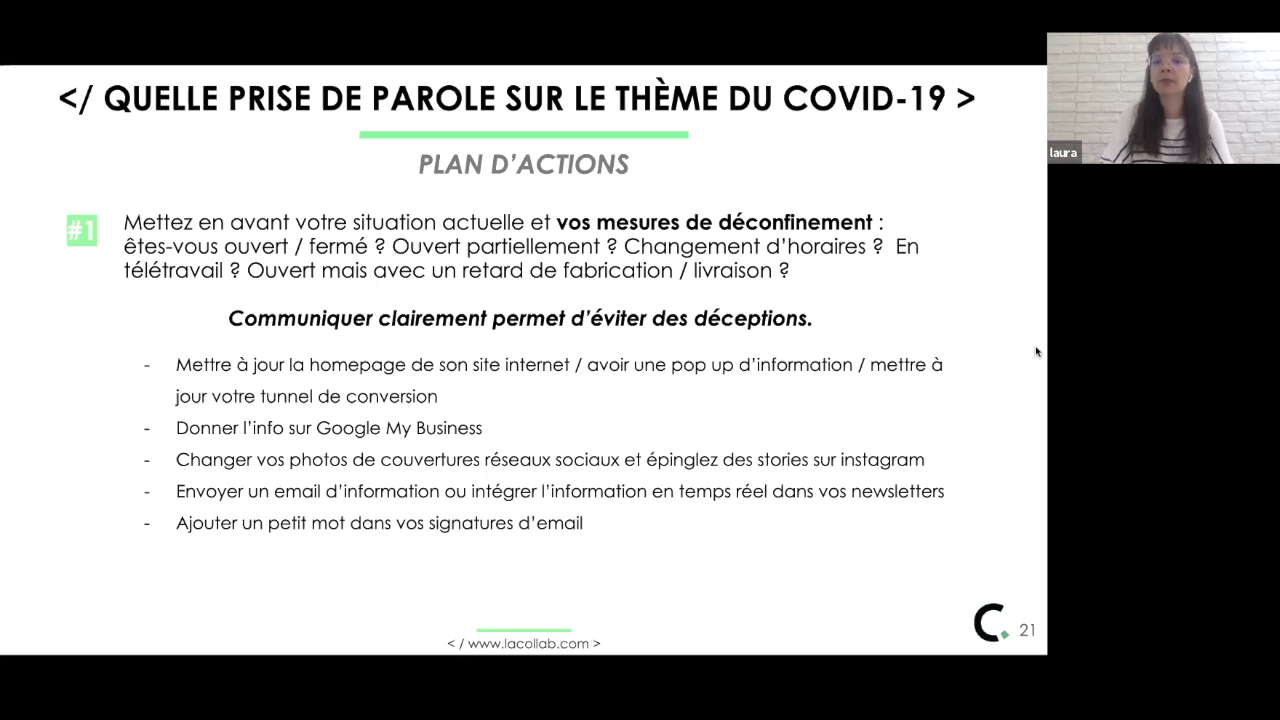 </ QUELLE PRISE DE PAROLE SUR LE THÈME DU COVID-19 >
PLAN D’ACTIONS
#1
Mettez en avant votre situation actuelle et vos mesures de déconfinement :
êtes-vous ouvert / fermé ? Ouvert partiellement ? Changement d’horaires ? En
télétravail ? Ouvert mais avec un retard de fabrication / livraison ?
Communiquer clairement permet d’éviter des déceptions.
- Mettre à jour la homepage de son site internet / avoir une pop up d’information / mettre à
jour votre tunnel de conversion
- Donner l’info sur Google My Business
- Changer vos photos de couvertures réseaux sociaux et épinglez des stories sur instagram
- Envoyer un email d’information ou intégrer l’information en temps réel dans vos newsletters
- Ajouter un petit mot dans vos signatures d’email
< / www.lacollab.com >
C.
21
laura